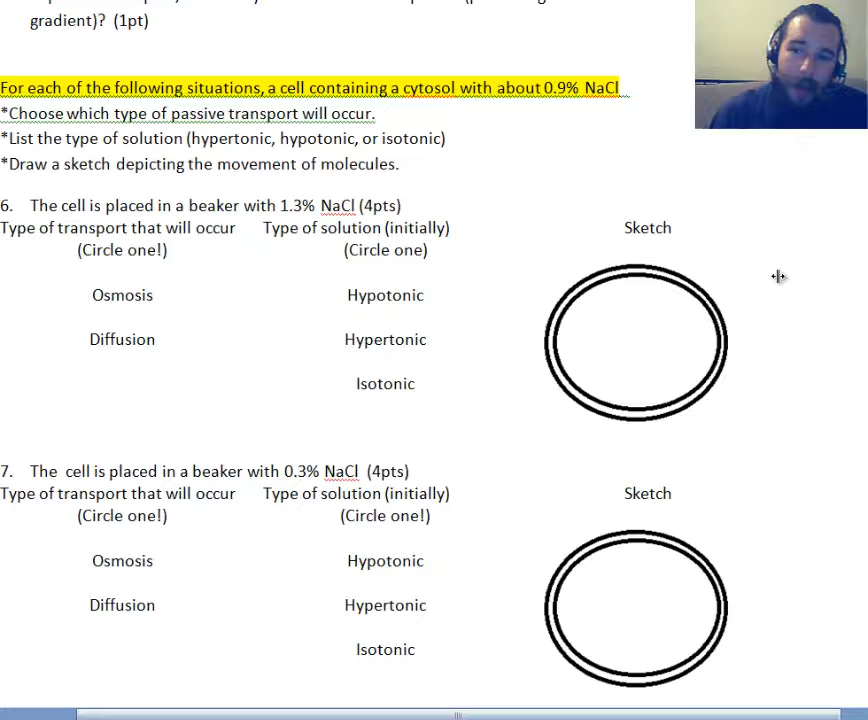 gradient)? (1pt)
For each of the following situations, a cell containing a cytosol with about 0.9% NaCl
*Choose which type of passive transport will occur.
*List the type of solution (hypertonic, hypotonic, or isotonic)
*Draw a sketch depicting the movement of molecules.
6. The cell is placed in a beaker with 1.3% NaCl (4pts)
Type of transport that will occur Type of solution (initially) Sketch
(Circle one!) (Circle one)
Osmosis Hypotonic
Diffusion Hypertonic
Isotonic
7. The cell is placed in a beaker with 0.3% NaCl (4pts)
Type of transport that will occur Type of solution (initially) Sketch
(Circle one!) (Circle one!)
Osmosis Hypotonic
Diffusion Hypertonic
Isotonic